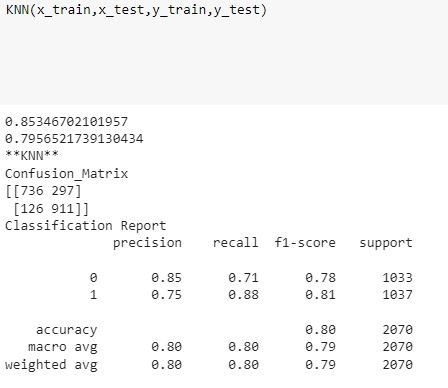 KNN(x_train,x_test,y_train,y_test)
0.85346702101957
0.7956521739130434
**KNN**
Confusion_Matrix
[[736 297]
[126 911]]
Classification Report
precision recall f1-score support
0 0.85 0.71 0.78 1033
1 0.75 0.88 0.81 1037
accuracy 0.80 2070
macro avg 0.80 0.80 0.79 2070
weighted avg 0.80 0.80 0.79 2070